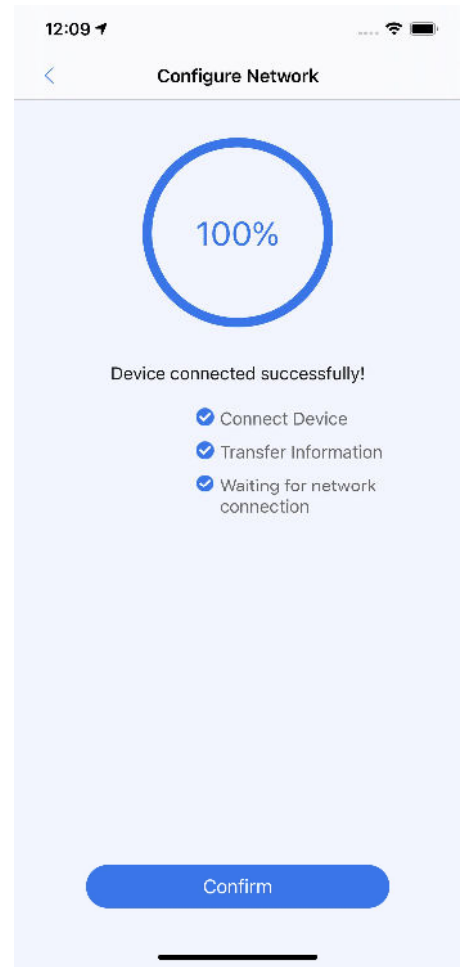 12:09
Configure Network
100%
Device connected successfully!
Connect Device
Transfer Information
Waiting for network
connection
Confirm